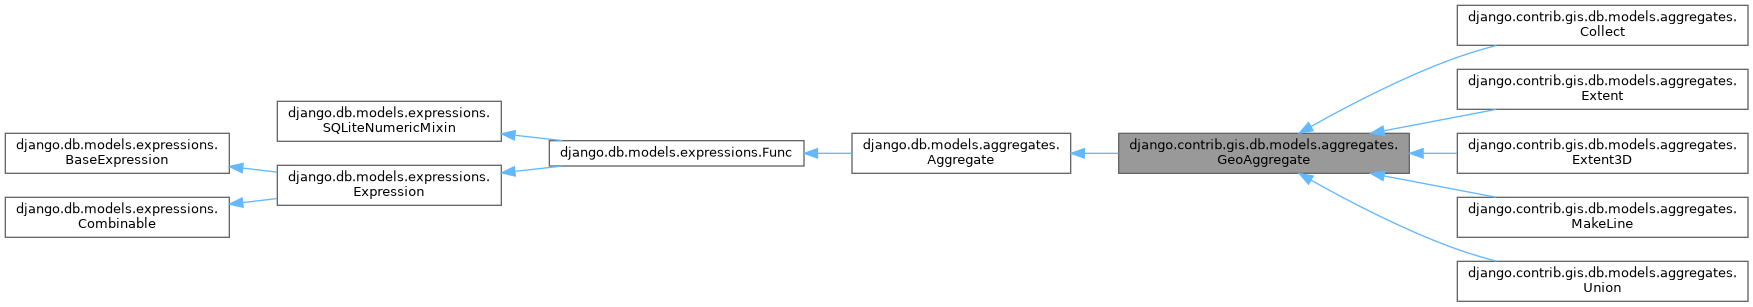 django.db.models.expressions.
BaseExpression
django.db.models.expressions.
Combinable
django.db.models.expressions.
SQLiteNumericMixin
django.db.models.expressions.
Expression
django.db.models.expressions.Func
django.db.models.aggregates.
Aggregate
django.contrib.gis.db.models.aggregates.
GeoAggregate
django.contrib.gis.db.models.aggregates.
Collect
django.contrib.gis.db.models.aggregates.
Extent
django.contrib.gis.db.models.aggregates.
Extent3D
django.contrib.gis.db.models.aggregates.
MakeLine
django.contrib.gis.db.models.aggregates.
Union